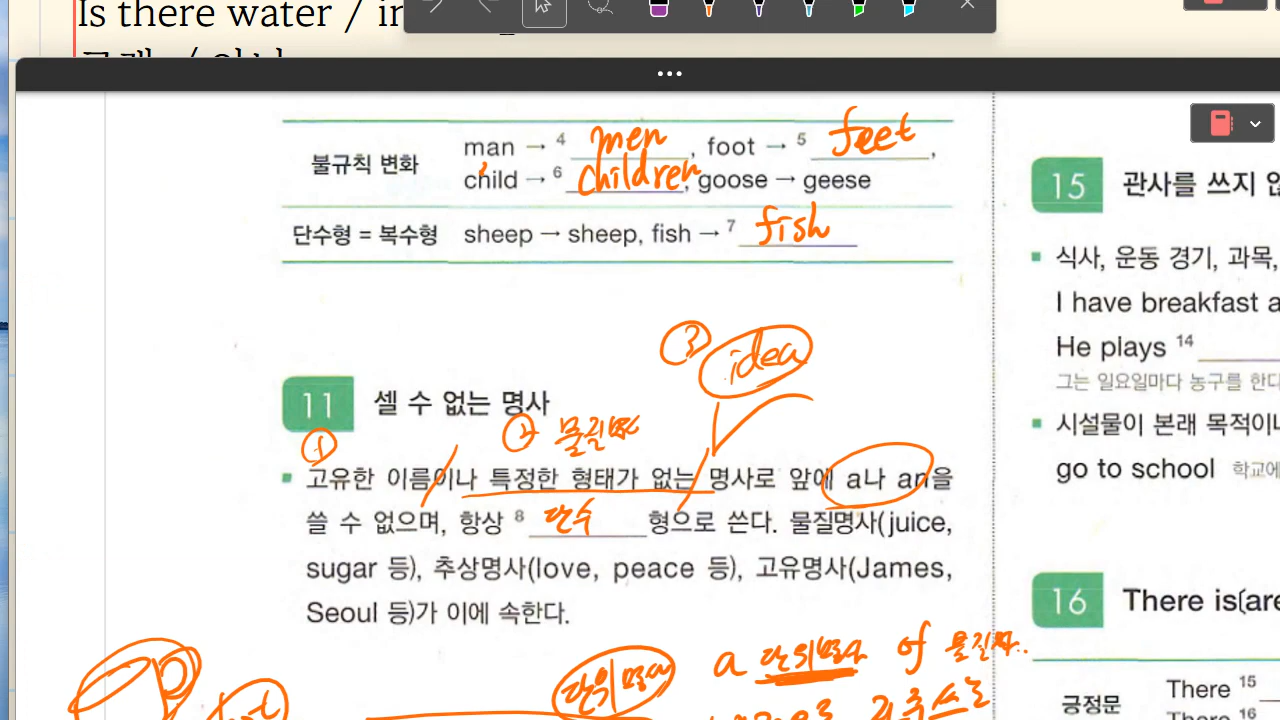 Is there water / in
man → 4 men , foot → 5 feet ,
불규칙 변화
child → 6 children, goose → geese
단수형 = 복수형 sheep → sheep, fish → 7 fish
③ idea
11 셀 수 없는 명사
① ② 물질명
고유한 이름이나 특정한 형태가 없는 명사로 앞에 a나 an을
쓸 수 없으며, 항상 8 단수 형으로 쓴다. 물질명사(juice,
sugar 등), 추상명사(love, peace 등), 고유명사(James,
Seoul 등)가 이에 속한다.
a 단위명사 of 물질
단위명사
15 관사를 쓰지 않
식사, 운동 경기, 과목,
I have breakfast a
He plays 14
그는 일요일마다 농구를 한다
시설물이 본래 목적이나
go to school 학교에
16 There is(are
There 15
긍정문
There 16